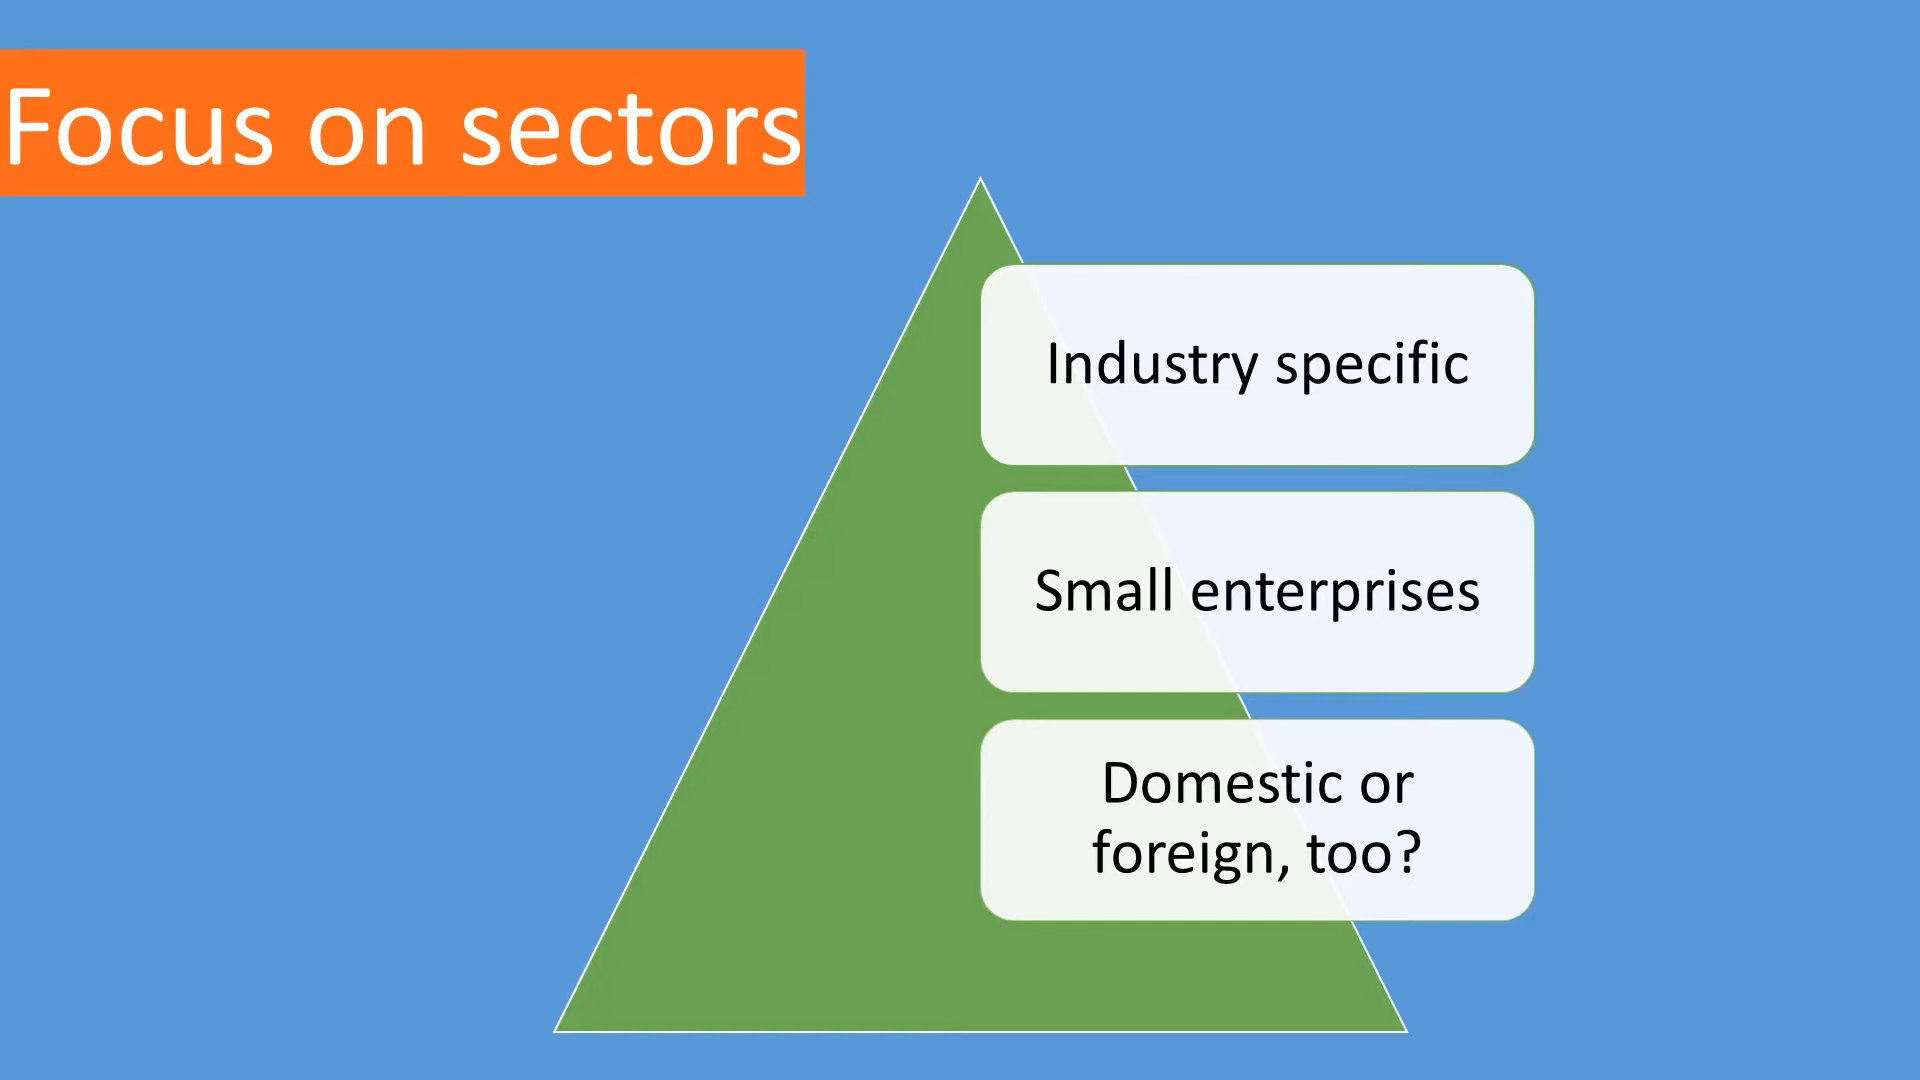 Focus on sectors
Industry specific
Small enterprises
Domestic or
foreign, too?